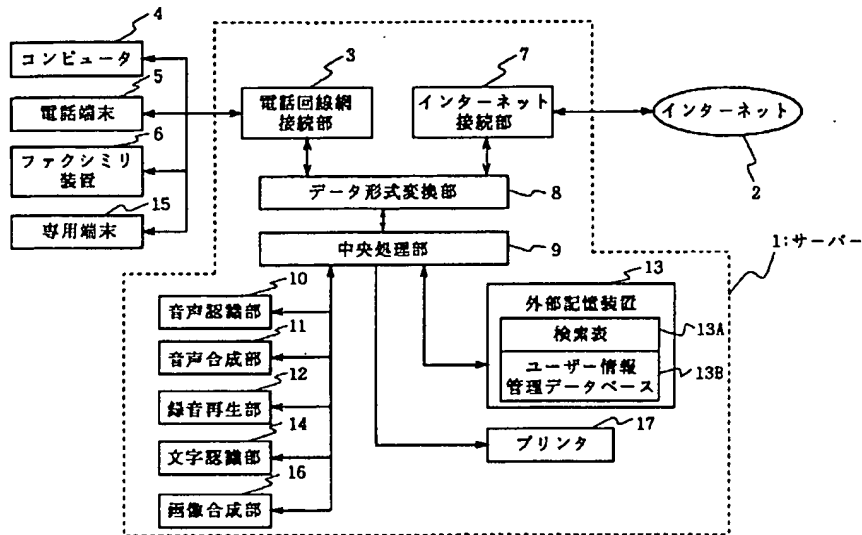 4
コンピュータ
5
電話端末
6
ファクシミリ
装置
15
専用端末
3
電話回線網
接続部
7
インターネット
接続部
インターネット
2
データ形式変換部
8
中央処理部
9
1:サーバー
10
音声認識部
11
音声合成部
12
録音再生部
14
文字認識部
16
画像合成部
13
外部記憶装置
検索表
13A
ユーザー情報
管理データベース
13B
プリンタ
17